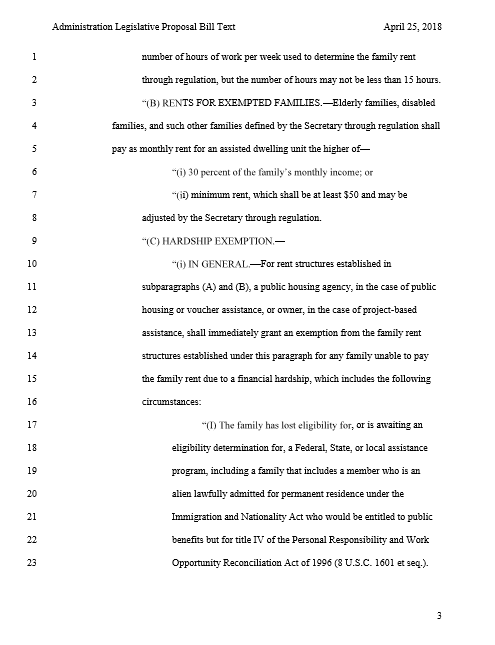 Administration Legislative Proposal Bill Text April 25, 2018
1 number of hours of work per week used to determine the family rent
2 through regulation, but the number of hours may not be less than 15 hours.
3 “(B) RENTS FOR EXEMPTED FAMILIES.—Elderly families, disabled
4 families, and such other families defined by the Secretary through regulation shall
5 pay as monthly rent for an assisted dwelling unit the higher of—
6 “(i) 30 percent of the family’s monthly income; or
7 “(ii) minimum rent, which shall be at least $50 and may be
8 adjusted by the Secretary through regulation.
9 “(C) HARDSHIP EXEMPTION.—
10 “(i) IN GENERAL.—For rent structures established in
11 subparagraphs (A) and (B), a public housing agency, in the case of public
12 housing or voucher assistance, or owner, in the case of project-based
13 assistance, shall immediately grant an exemption from the family rent
14 structures established under this paragraph for any family unable to pay
15 the family rent due to a financial hardship, which includes the following
16 circumstances:
17 “(I) The family has lost eligibility for, or is awaiting an
18 eligibility determination for, a Federal, State, or local assistance
19 program, including a family that includes a member who is an
20 alien lawfully admitted for permanent residence under the
21 Immigration and Nationality Act who would be entitled to public
22 benefits but for title IV of the Personal Responsibility and Work
23 Opportunity Reconciliation Act of 1996 (8 U.S.C. 1601 et seq.).
3